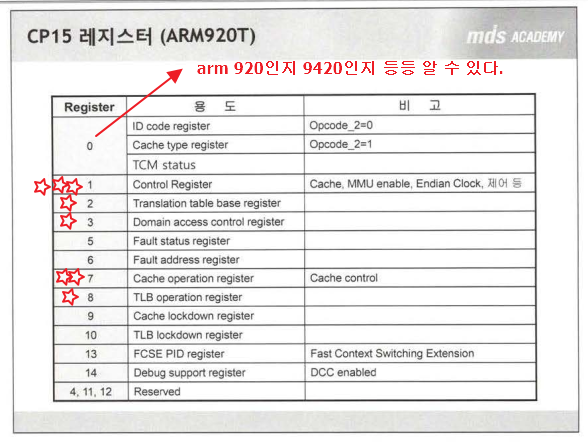 CP15 레지스터 (ARM920T)
mds ACADEMY
arm 920인지 9420인지 등등 알 수 있다.
Register 용 도 비 고
0 ID code register Opcode_2=0
Cache type register Opcode_2=1
TCM status
1 Control Register Cache, MMU enable, Endian Clock, 제어 등
2 Translation table base register
3 Domain access control register
5 Fault status register
6 Fault address register
7 Cache operation register Cache control
8 TLB operation register
9 Cache lockdown register
10 TLB lockdown register
13 FCSE PID register Fast Context Switching Extension
14 Debug support register DCC enabled
4, 11, 12 Reserved